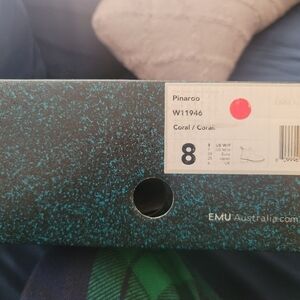 Pinaroo
W11946
Coral / Corail
8
EMU Australia.com